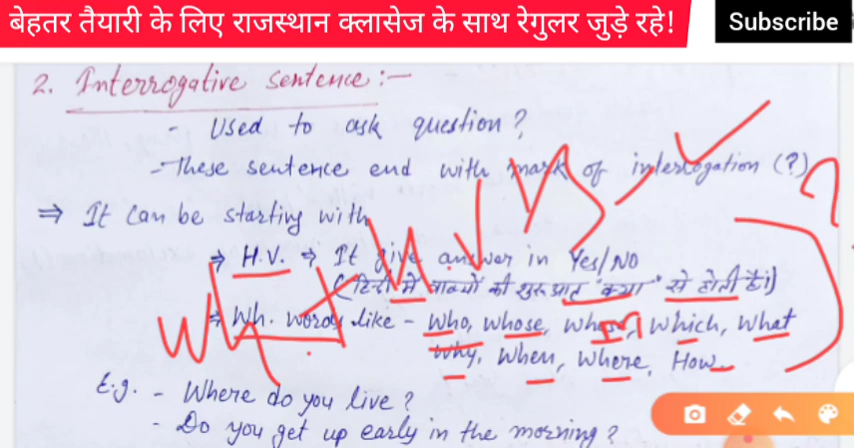 बेहतर तैयारी के लिए राजस्थान क्लासेज के साथ रेगुलर जुड़े रहे!
Subscribe
2. Interrogative sentence :-
- Used to ask question?
- These sentence end with mark of interrogation (?)
⇒ It can be starting with
⇒ H.V. ⇒ It give answer in Yes/NO
(हिन्दी में वाक्यों की शुरुआत "क्या" से होती है।)
⇒ Wh. words like - Who, whose, which, what
Why, When, Where, How
E.g. - Where do you live?
- Do you get up early in the morning?